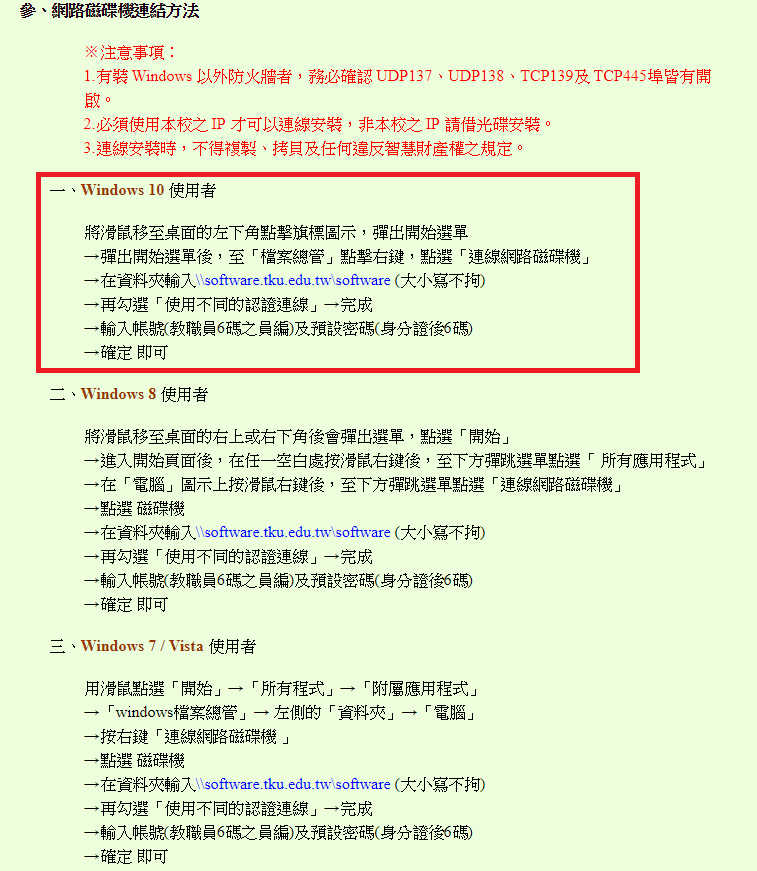 參、網路磁碟機連結方法
※注意事項：
1.有裝 Windows 以外防火牆者，務必確認 UDP137、UDP138、TCP139及 TCP445埠皆有開
啟。
2.必須使用本校之 IP 才可以連線安裝，非本校之 IP 請借光碟安裝。
3.連線安裝時，不得複製、拷貝及任何違反智慧財產權之規定。
一、Windows 10 使用者
將滑鼠移至桌面的左下角點擊旗標圖示，彈出開始選單
→彈出開始選單後，至「檔案總管」點擊右鍵，點選「連線網路磁碟機」
→在資料夾輸入\\software.tku.edu.tw\software (大小寫不拘)
→再勾選「使用不同的認證連線」→完成
→輸入帳號(教職員6碼之員編)及預設密碼(身分證後6碼)
→確定 即可
二、Windows 8 使用者
將滑鼠移至桌面的右上或右下角後會彈出選單，點選「開始」
→進入開始頁面後，在任一空白處按滑鼠右鍵後，至下方彈跳選單點選「 所有應用程式」
→在「電腦」圖示上按滑鼠右鍵後，至下方彈跳選單點選「連線網路磁碟機」
→點選 磁碟機
→在資料夾輸入\\software.tku.edu.tw\software (大小寫不拘)
→再勾選「使用不同的認證連線」→完成
→輸入帳號(教職員6碼之員編)及預設密碼(身分證後6碼)
→確定 即可
三、Windows 7 / Vista 使用者
用滑鼠點選「開始」→「所有程式」→「附屬應用程式」
→「windows檔案總管」→ 左側的「資料夾」→「電腦」
→按右鍵「連線網路磁碟機 」
→點選 磁碟機
→在資料夾輸入\\software.tku.edu.tw\software (大小寫不拘)
→再勾選「使用不同的認證連線」→完成
→輸入帳號(教職員6碼之員編)及預設密碼(身分證後6碼)
→確定 即可